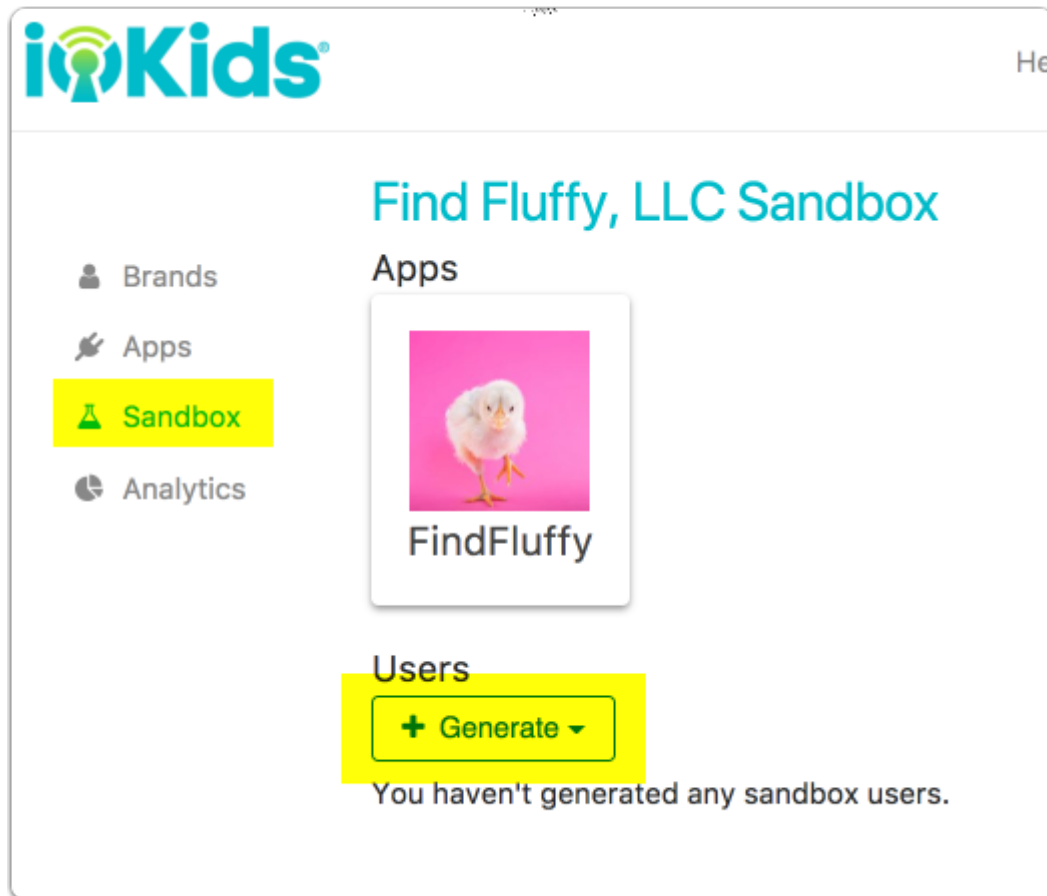 ioKids®
He
Find Fluffy, LLC Sandbox
Brands
Apps
Sandbox
Analytics
Apps
FindFluffy
Users
+ Generate
You haven't generated any sandbox users.